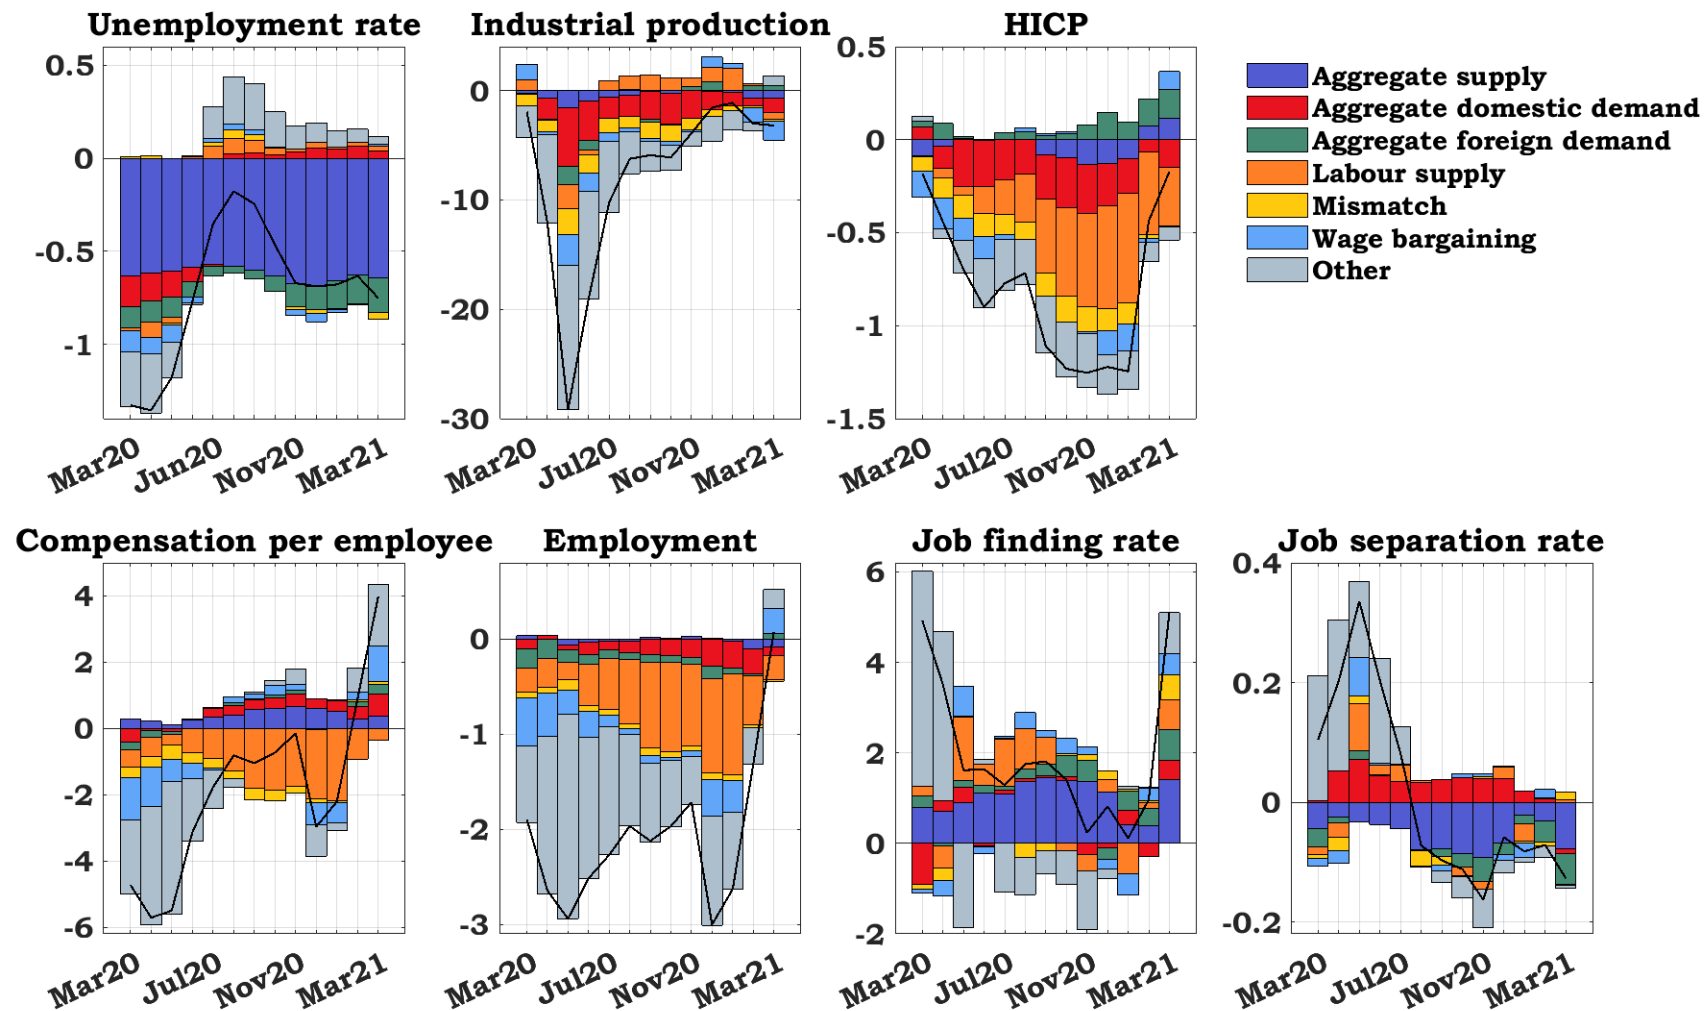 Unemployment rate
Industrial production
HICP
0.5
0
-0.5
-1
Mar20
Jun20
Nov20
Mar21
0
-10
-20
-30
Mar20
Jul20
Nov20
Mar21
0.5
0
-0.5
-1
-1.5
Mar20
Jul20
Nov20
Mar21
Aggregate supply
Aggregate domestic demand
Aggregate foreign demand
Labour supply
Mismatch
Wage bargaining
Other
Compensation per employee
Employment
Job finding rate
Job separation rate
4
2
0
-2
-4
-6
Mar20
Jul20
Nov20
Mar21
0
-1
-2
-3
Mar20
Jul20
Nov20
Mar21
6
4
2
0
-2
Mar20
Jul20
Nov20
Mar21
0.4
0.2
0
-0.2
Mar20
Jul20
Nov20
Mar21